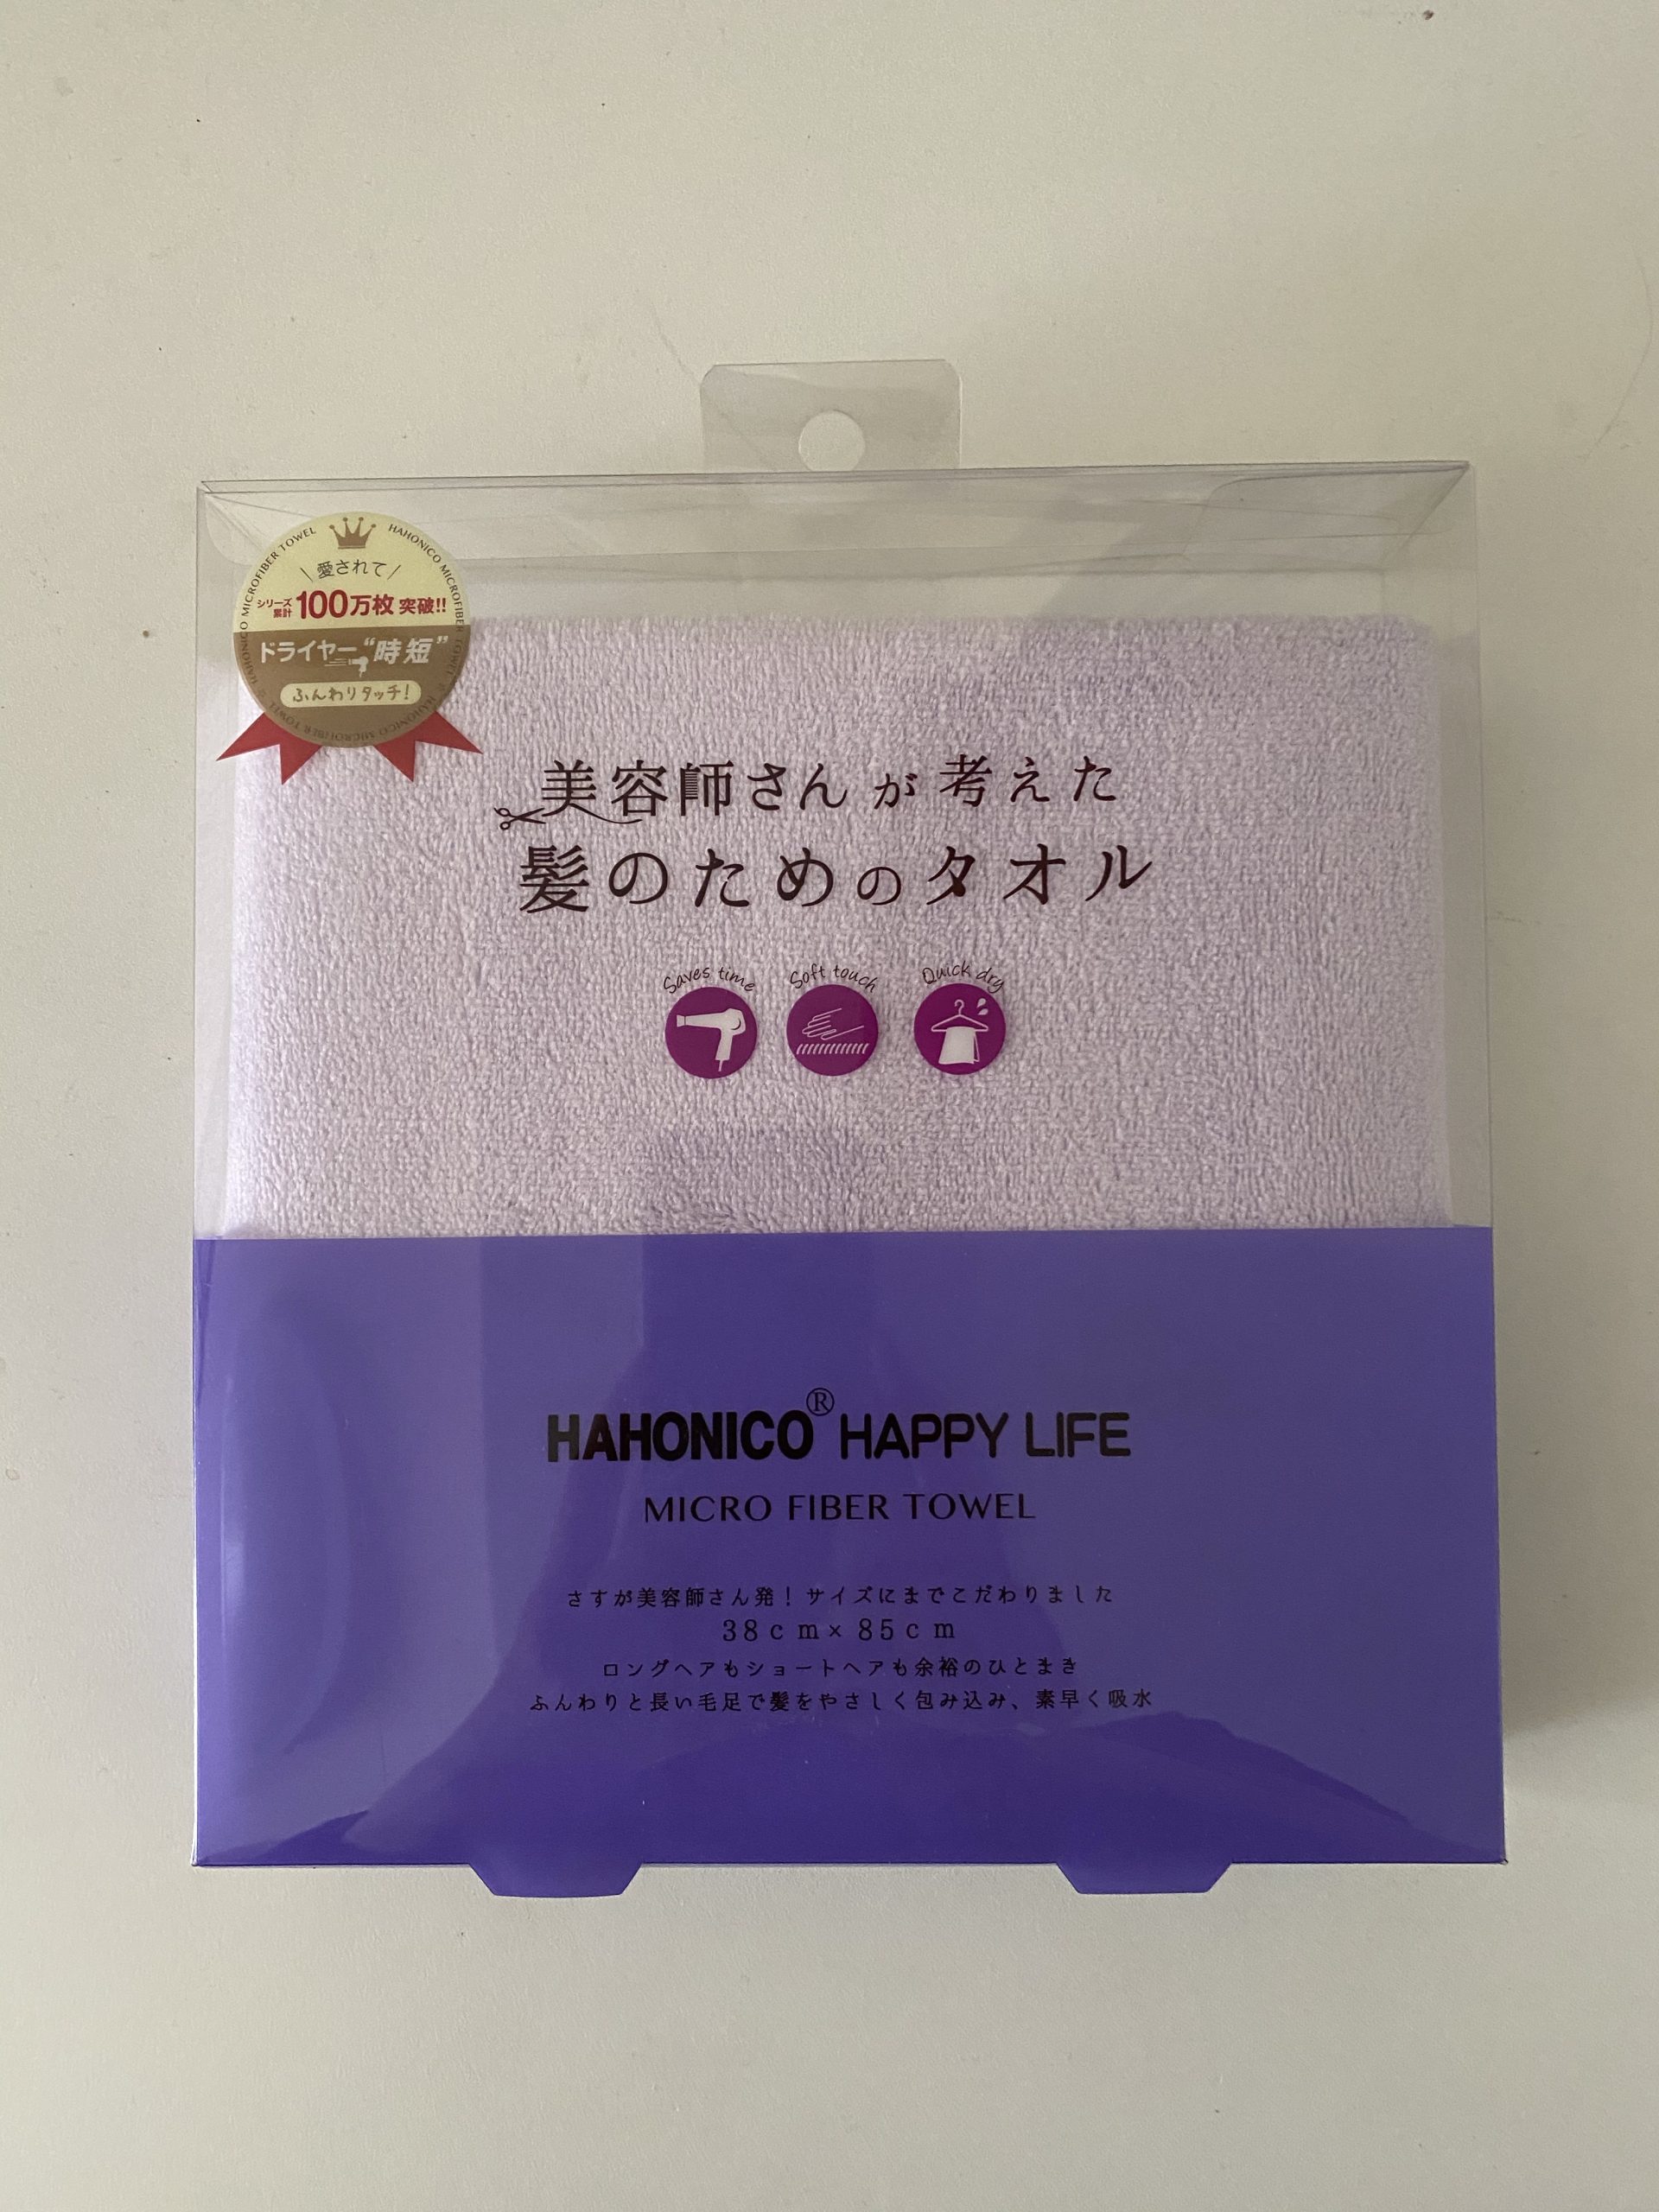 HAHONICO MICROFIBER TOWEL
愛されて
シリーズ累計100万枚突破!!
ドライヤー“時短”
ふんわりタッチ!
美容師さんが考えた
髪のためのタオル
Saves time
Soft touch
Quick dry
HAHONICO® HAPPY LIFE
MICRO FIBER TOWEL
さすが美容師さん発！サイズにまでこだわりました
38cm×85cm
ロングヘアもショートヘアも余裕のひとまき
ふんわりと長い毛足で髪をやさしく包み込み、素早く吸水